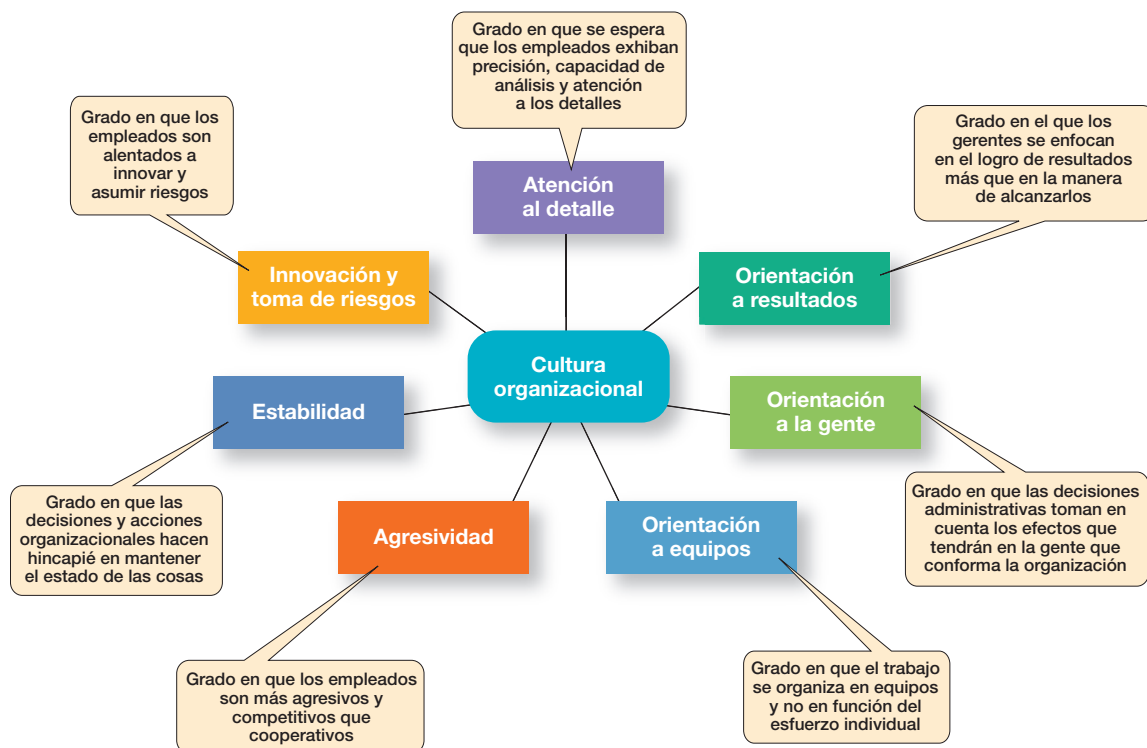 Grado en que se espera
que los empleados exhiban
precisión, capacidad de
análisis y atención
a los detalles
Grado en que los
empleados son
alentados a
innovar y
asumir riesgos
Grado en el que los
gerentes se enfocan
en el logro de resultados
más que en la manera
de alcanzarlos
Atención
al detalle
Innovación y
toma de riesgos
Orientación
a resultados
Cultura
organizacional
Estabilidad
Orientación
a la gente
Grado en que las
decisiones y acciones
organizacionales hacen
hincapié en mantener
el estado de las cosas
Agresividad
Orientación
a equipos
Grado en que las decisiones
administrativas toman en
cuenta los efectos que
tendrán en la gente que
conforma la organización
Grado en que los empleados
son más agresivos y
competitivos que
cooperativos
Grado en que el trabajo
se organiza en equipos
y no en función del
esfuerzo individual